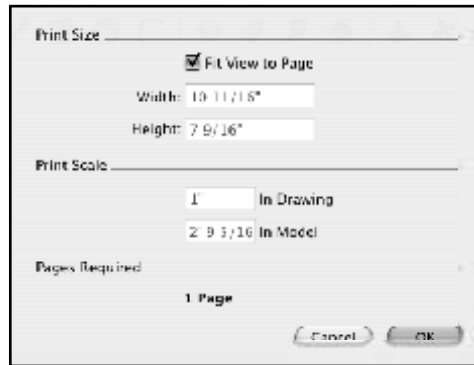 Print Size
Fit View to Page
Width: 10 11/16"
Height: 7 9/16"
Print Scale
1" In Drawing
2' 9 5/16 In Model
Pages Required
1 Page
Cancel OK